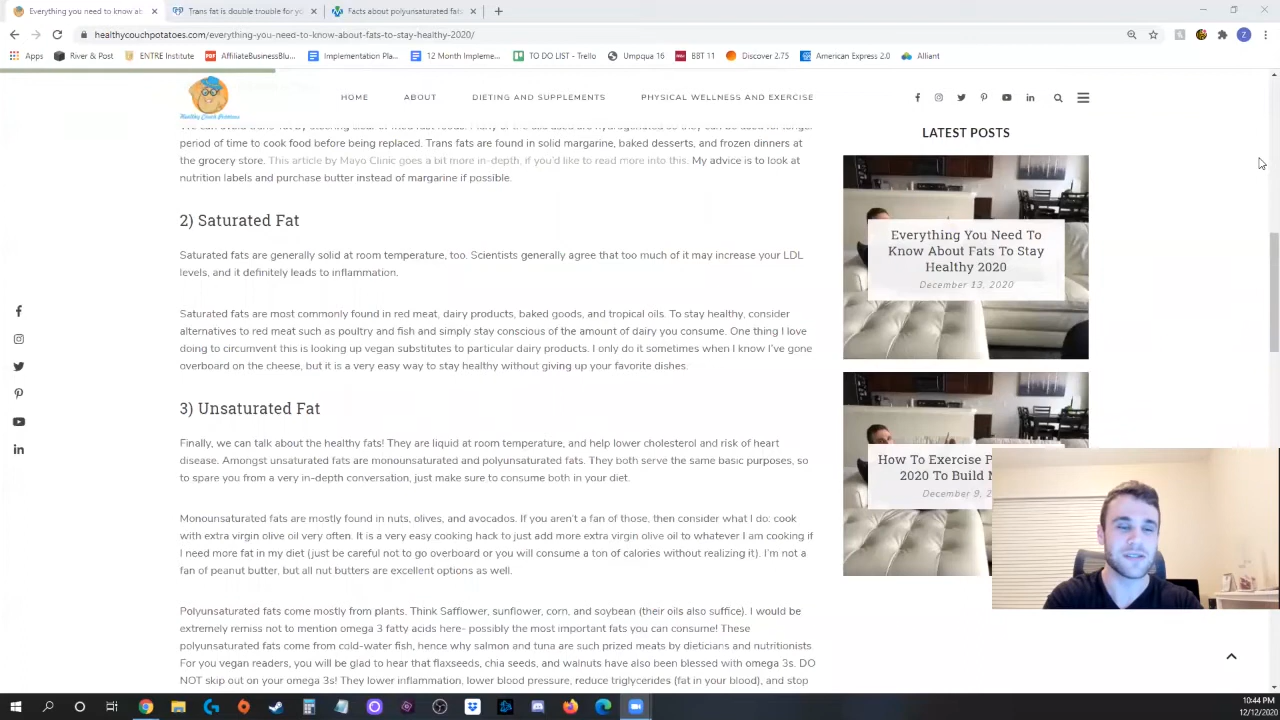 Everything you need to know ab
Trans fat is double trouble for yo
Facts about polyunsaturated fats
healthycouchpotatoes.com/everything-you-need-to-know-about-fats-to-stay-healthy-2020/
Apps
River & Post
ENTRE Institute
AffiliateBusinessBlu...
Implementation Pla...
12 Month Impleme...
TO DO LIST - Trello
Umpqua 16
BBT 11
Discover 2.75
American Express 2.0
Alliant
Healthy Couch Potatoes
HOME
ABOUT
DIETING AND SUPPLEMENTS
PHYSICAL WELLNESS AND EXERCISE
period of time to cook food before being replaced. Trans fats are found in solid margarine, baked desserts, and frozen dinners at
the grocery store. This article by Mayo Clinic goes a bit more in-depth, if you'd like to read more into this. My advice is to look at
nutrition labels and purchase butter instead of margarine if possible.
2) Saturated Fat
Saturated fats are generally solid at room temperature, too. Scientists generally agree that too much of it may increase your LDL
levels, and it definitely leads to inflammation.
Saturated fats are most commonly found in red meat, dairy products, baked goods, and tropical oils. To stay healthy, consider
alternatives to red meat such as poultry and fish and simply stay conscious of the amount of dairy you consume. One thing I love
doing to circumvent this is looking up vegan substitutes to particular dairy products. I only do it sometimes when I know I've gone
overboard on the cheese, but it is a very easy way to stay healthy without giving up your favorite dishes.
3) Unsaturated Fat
Finally, we can talk about the healthy fats! They are liquid at room temperature, and help lower cholesterol and risk of heart
disease. Amongst unsaturated fats are monounsaturated and polyunsaturated fats. They both serve the same basic purposes, so
to spare you from a very in-depth conversation, just make sure to consume both in your diet.
Monounsaturated fats are mostly found in nuts, olives, and avocados. If you aren't a fan of those, then consider what I do: cook
with extra virgin olive oil very often. It is a very easy cooking hack to just add more extra virgin olive oil to whatever I am cooking if
I need more fat in my diet (just be careful not to go overboard or you will consume a ton of calories without realizing it). I'm not a
fan of peanut butter, but all nut butters are excellent options as well.
Polyunsaturated fats come mostly from plants. Think Safflower, sunflower, corn, and soybean (their oils also suffice). I would be
extremely remiss not to mention omega 3 fatty acids here- possibly the most important fats you can consume! These
polyunsaturated fats come from cold-water fish, hence why salmon and tuna are such prized meats by dieticians and nutritionists
For you vegan readers, you will be glad to hear that flaxseeds, chia seeds, and walnuts have also been blessed with omega 3s. DO
NOT skip out on your omega 3s! They lower inflammation, lower blood pressure, reduce triglycerides (fat in your blood), and stop
LATEST POSTS
Everything You Need To
Know About Fats To Stay
Healthy 2020
December 13, 2020
How To Exercise P
2020 To Build
December 9, 2
10:44 PM
12/12/2020